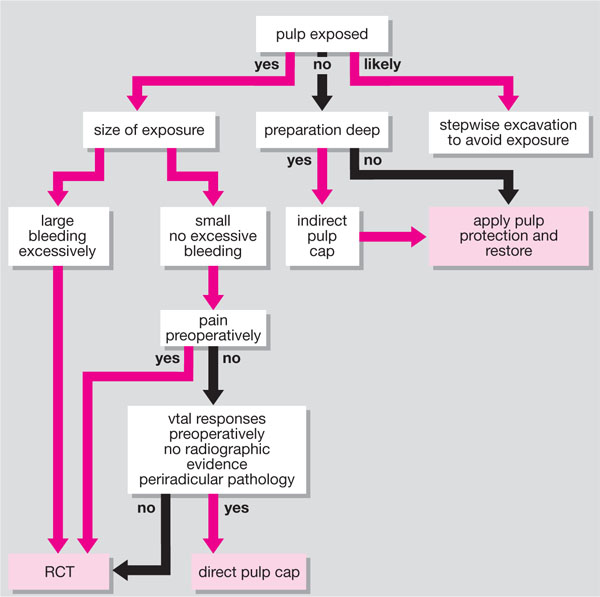 pulp exposed
yes
no
likely
size of exposure
preparation deep
stepwise excavation
to avoid exposure
yes
no
large
bleeding
excessively
small
no excessive
bleeding
indirect
pulp
cap
apply pulp
protection and
restore
pain
preoperatively
yes
no
vtal responses
preoperatively
no radiographic
evidence
periradicular pathology
no
yes
RCT
direct pulp cap